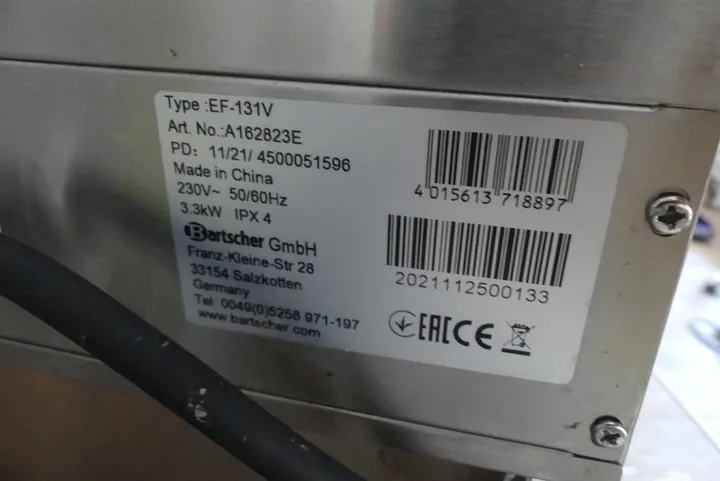 Type :EF-131V
Art. No.:A162823E
PD: 11/21/ 4500051596
Made in China
230V~ 50/60Hz
3.3kW IPX 4
Bartscher GmbH
Franz-Kleine-Str 28
33154 Salzkotten
Germany
Tel 0049(0)5258 971-197
www.bartscher.com
4 015613 718897
2021112500133
EAC CE